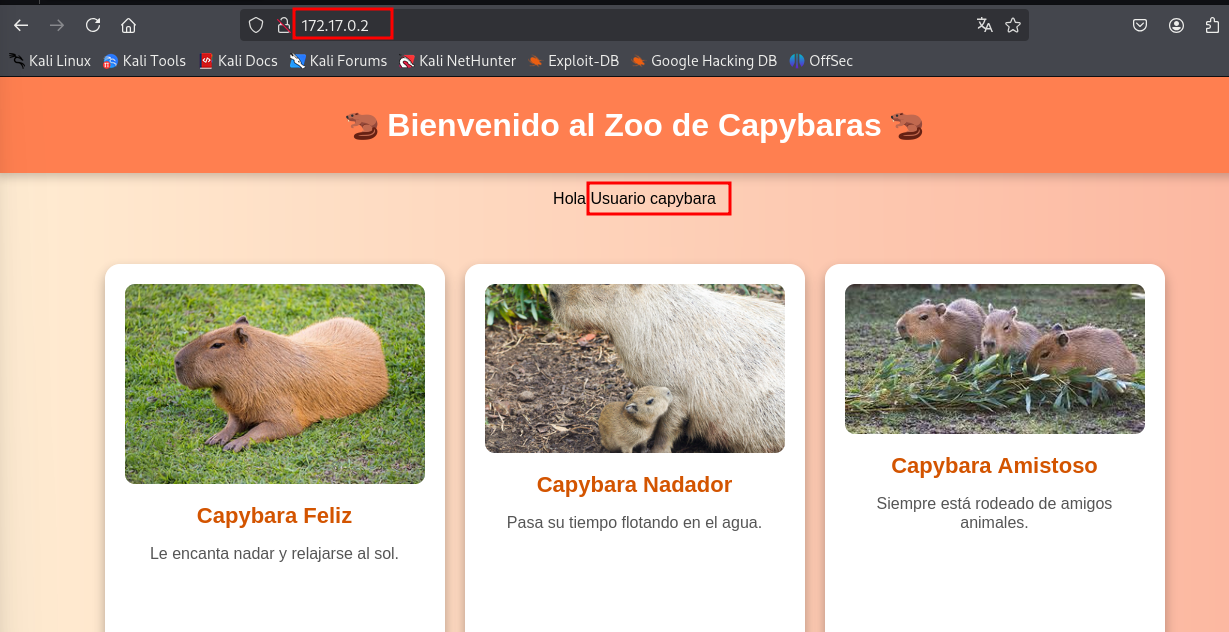 172.17.0.2
Kali Linux Kali Tools Kali Docs Kali Forums Kali NetHunter Exploit-DB Google Hacking DB OffSec
Bienvenido al Zoo de Capybaras
Hola Usuario capybara
Capybara Feliz
Le encanta nadar y relajarse al sol.
Capybara Nadador
Pasa su tiempo flotando en el agua.
Capybara Amistoso
Siempre está rodeado de amigos
animales.